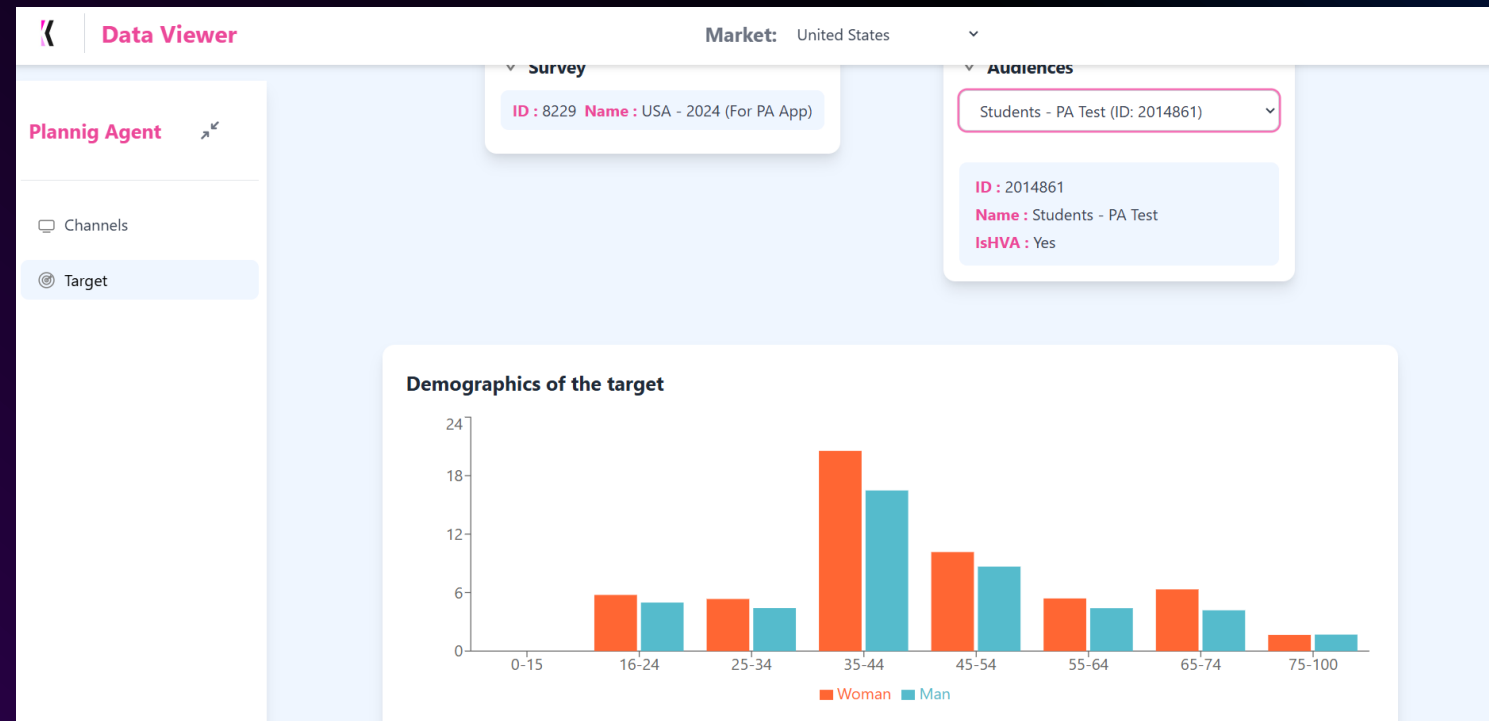 Data Viewer
Market: United States
Survey
ID : 8229 Name : USA - 2024 (For PA App)
Audiences
Students - PA Test (ID: 2014861)
ID : 2014861
Name : Students - PA Test
IsHVA : Yes
Plannig Agent
Channels
Target
Demographics of the target
24
18
12
6
0
0-15 16-24 25-34 35-44 45-54 55-64 65-74 75-100
Woman Man